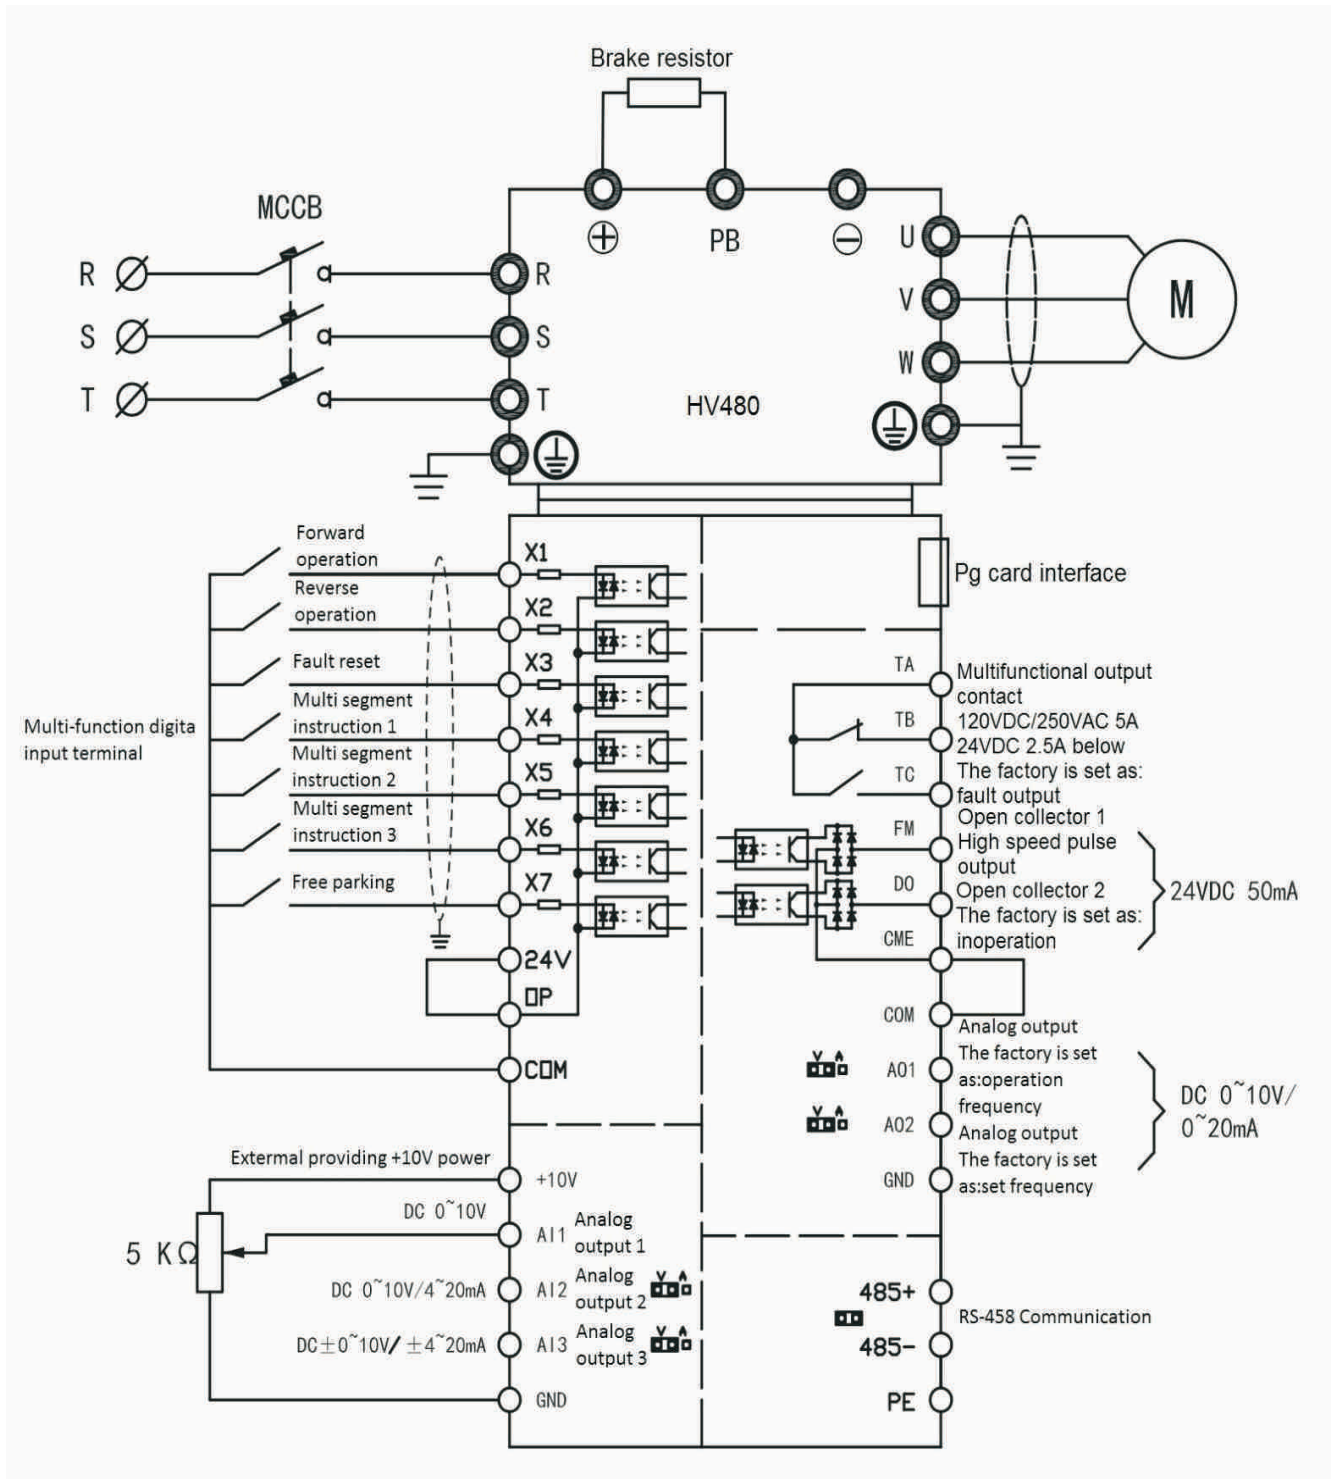 Brake resistor
MCCB
PB
R
R
S
S
T
T
U
V
W
M
HV480
Forward
operation
Reverse
operation
Fault reset
Multi segment
instruction 1
Multi segment
instruction 2
Multi segment
instruction 3
Free parking
Multi-function digita
input terminal
X1
X2
X3
X4
X5
X6
X7
24V
OP
COM
Pg card interface
TA
TB
TC
FM
DO
CME
COM
Multifunctional output
contact
120VDC/250VAC 5A
24VDC 2.5A below
The factory is set as:
fault output
Open collector 1
High speed pulse
output
Open collector 2
The factory is set as:
inoperation
24VDC 50mA
V A
AO1
V A
AO2
GND
Analog output
The factory is set
as:operation
frequency
Analog output
The factory is set
as:set frequency
DC 0~10V/
0~20mA
Extermal providing +10V power
+10V
DC 0~10V
AI1
Analog
output 1
5 KΩ
DC 0~10V/4~20mA
AI2
Analog
output 2
V A
DC±0~10V/ ±4~20mA
AI3
Analog
output 3
V A
GND
485+
485-
RS-458 Communication
PE